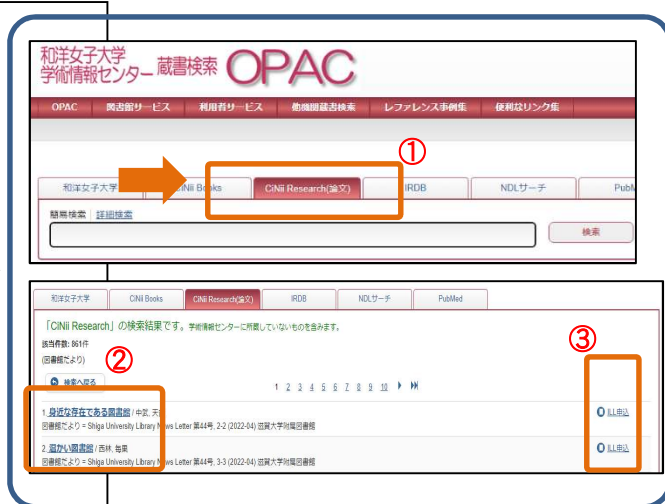 和洋女子大学
学術情報センター 蔵書検索 OPAC
OPAC 図書館サービス 利用者サービス 他機関蔵書検索 レファレンス事例集 便利なリンク集
①
和洋女子大学 CiNii Books CiNii Research(論文) IRDB NDLサーチ PubM
簡易検索 | 詳細検索
検索
和洋女子大学 CiNii Books CiNii Research(論文) IRDB NDLサーチ PubMed
「CiNii Research」の検索結果です。学術情報センターに所蔵していないものを含みます。
該当件数: 861件
(図書館だより)
②
③
検索へ戻る
1 2 3 4 5 6 7 8 9 10
1. 身近な存在である図書館 / 中武, 天
ILL申込
図書館だより = Shiga University Library News Letter 第44号, 2-2 (2022-04) 滋賀大学附属図書館
2. 温かい図書館 / 西林, 毎果
ILL申込
図書館だより = Shiga University Library News Letter 第44号, 3-3 (2022-04) 滋賀大学附属図書館